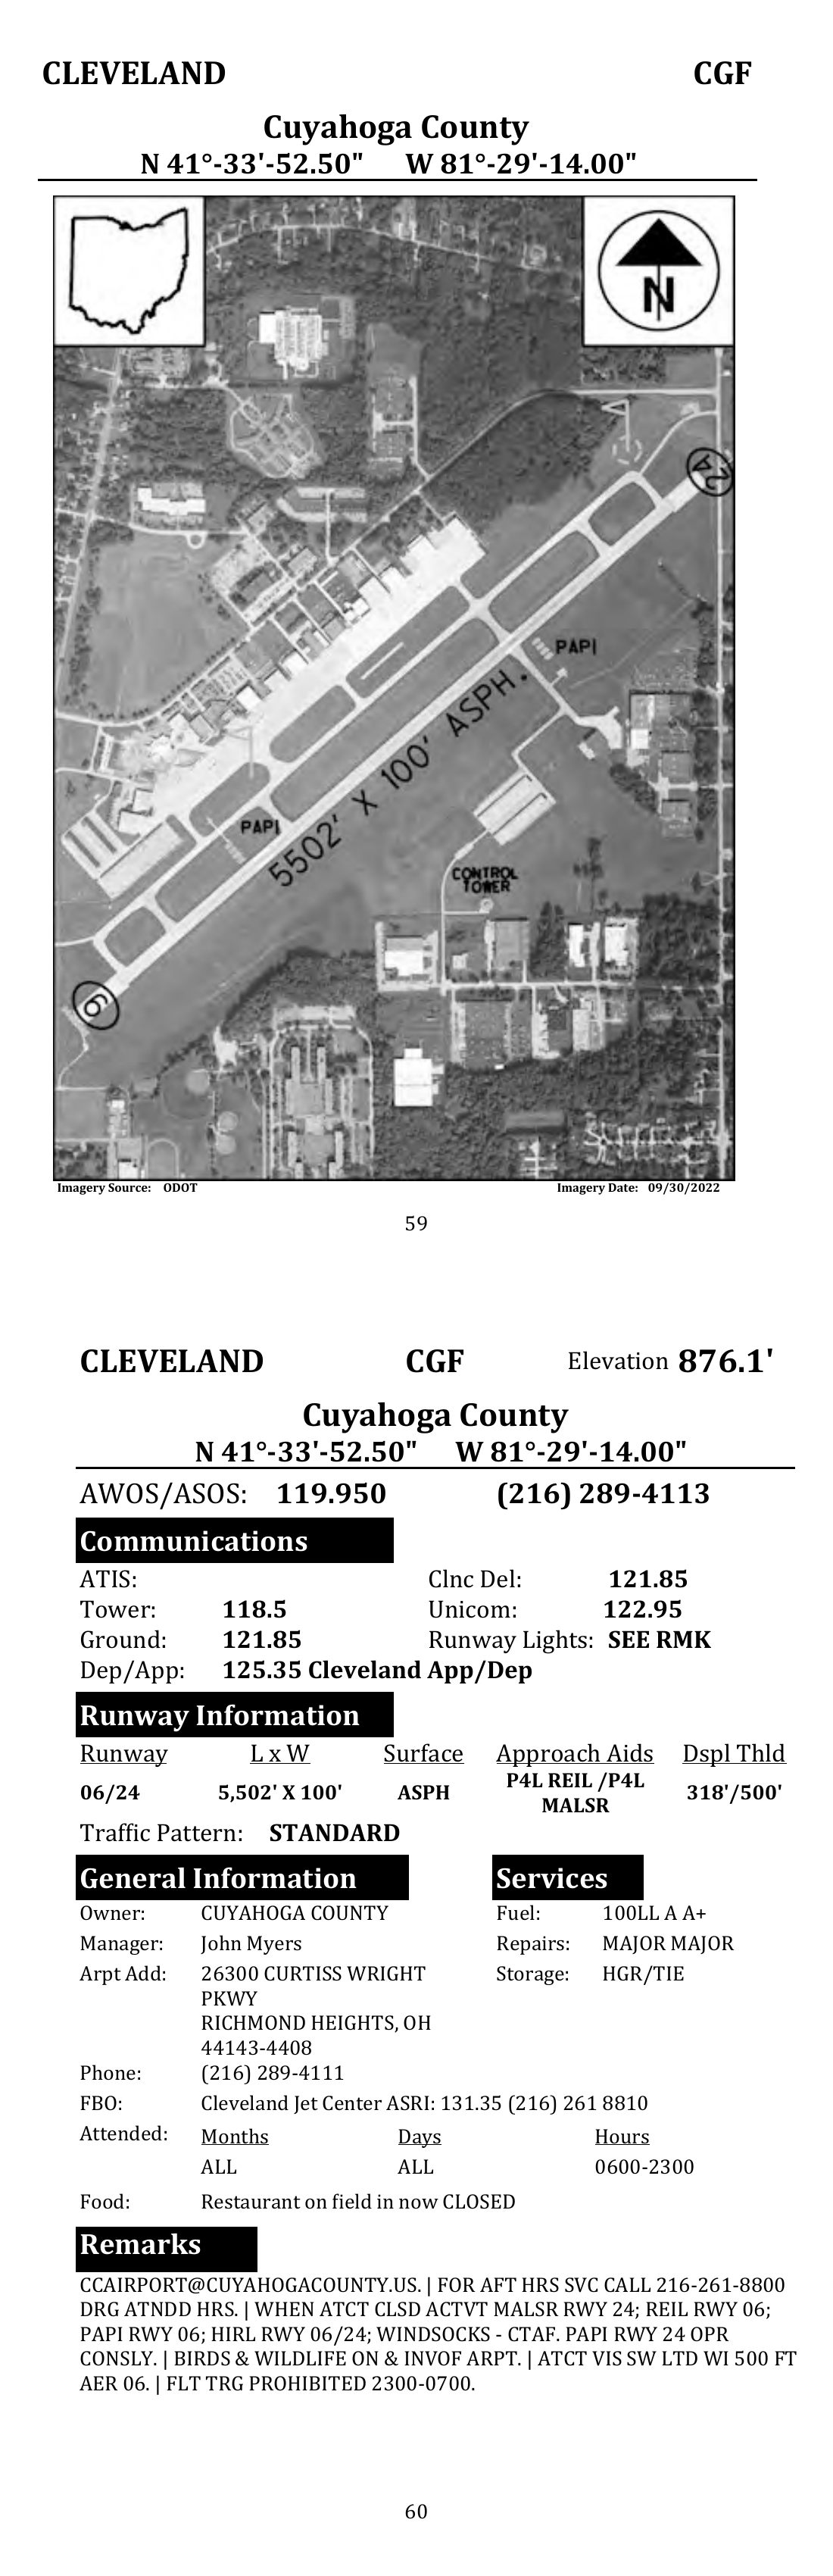 CLEVELAND CGF
Cuyahoga County
N 41°-33'-52.50" W 81°-29'-14.00"
N
24
PAPI
5502' X 100' ASPH.
PAPI
CONTROL
TOWER
6
Imagery Source: ODOT Imagery Date: 09/30/2022
59
CLEVELAND CGF Elevation 876.1'
Cuyahoga County
N 41°-33'-52.50" W 81°-29'-14.00"
AWOS/ASOS: 119.950 (216) 289-4113
Communications
ATIS: Clnc Del: 121.85
Tower: 118.5 Unicom: 122.95
Ground: 121.85 Runway Lights: SEE RMK
Dep/App: 125.35 Cleveland App/Dep
Runway Information
Runway L x W Surface Approach Aids Dspl Thld
06/24 5,502' X 100' ASPH P4L REIL /P4L MALSR 318'/500'
Traffic Pattern: STANDARD
General Information Services
Owner: CUYAHOGA COUNTY Fuel: 100LL A A+
Manager: John Myers Repairs: MAJOR MAJOR
Arpt Add: 26300 CURTISS WRIGHT Storage: HGR/TIE
PKWY
RICHMOND HEIGHTS, OH
44143-4408
Phone: (216) 289-4111
FBO: Cleveland Jet Center ASRI: 131.35 (216) 261 8810
Attended: Months Days Hours
ALL ALL 0600-2300
Food: Restaurant on field in now CLOSED
Remarks
CCAIRPORT@CUYAHOGACOUNTY.US. | FOR AFT HRS SVC CALL 216-261-8800
DRG ATNDD HRS. | WHEN ATCT CLSD ACTVT MALSR RWY 24; REIL RWY 06;
PAPI RWY 06; HIRL RWY 06/24; WINDSOCKS - CTAF. PAPI RWY 24 OPR
CONSLY. | BIRDS & WILDLIFE ON & INVOF ARPT. | ATCT VIS SW LTD WI 500 FT
AER 06. | FLT TRG PROHIBITED 2300-0700.
60